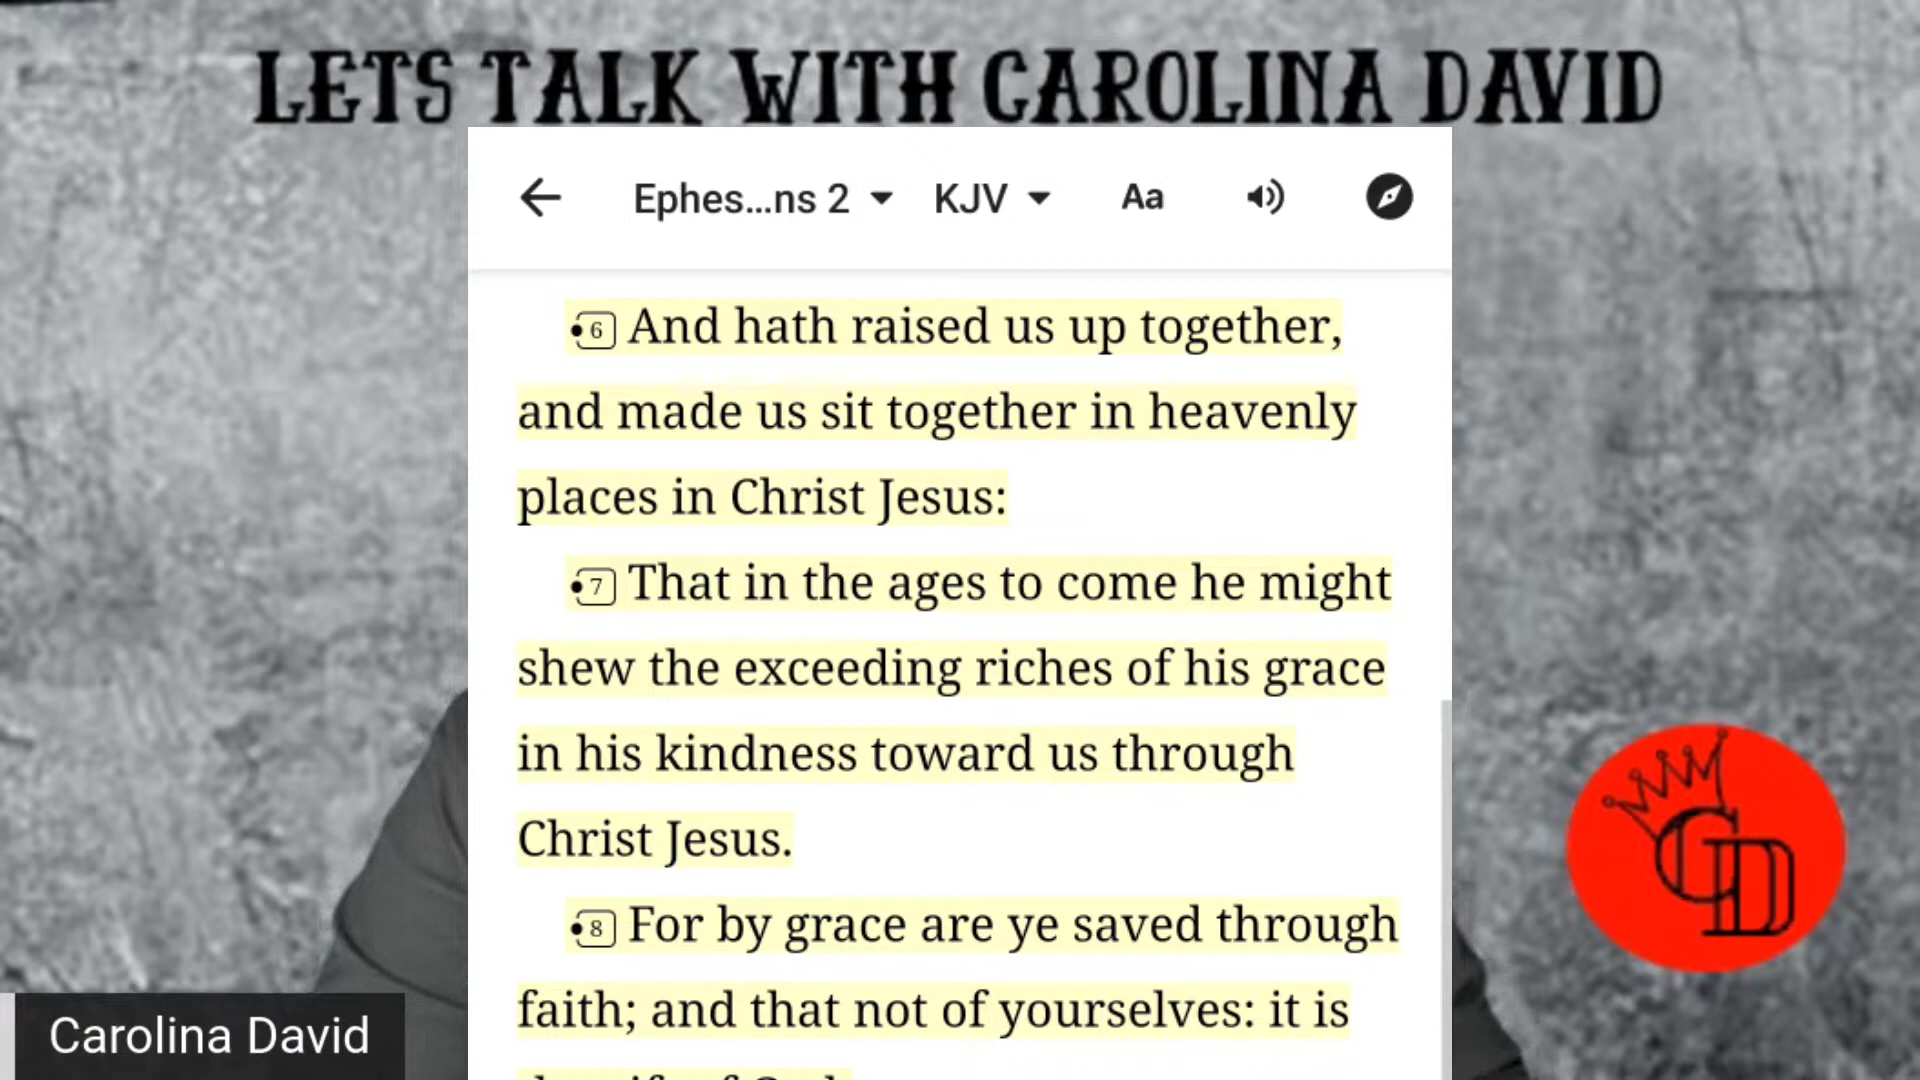 LETS TALK WITH CAROLINA DAVID
Ephes...ns 2 KJV Aa
6 And hath raised us up together,
and made us sit together in heavenly
places in Christ Jesus:
7 That in the ages to come he might
shew the exceeding riches of his grace
in his kindness toward us through
Christ Jesus.
8 For by grace are ye saved through
faith; and that not of yourselves: it is
CD
Carolina David